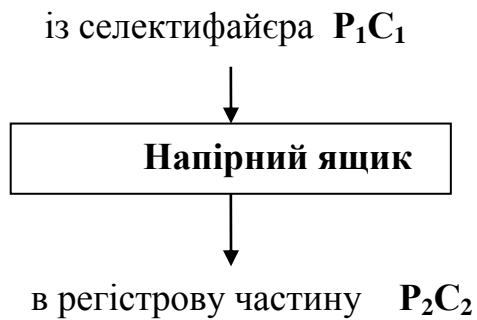 із селектифайєра P₁C₁
Напірний ящик
в регістрову частину P₂C₂